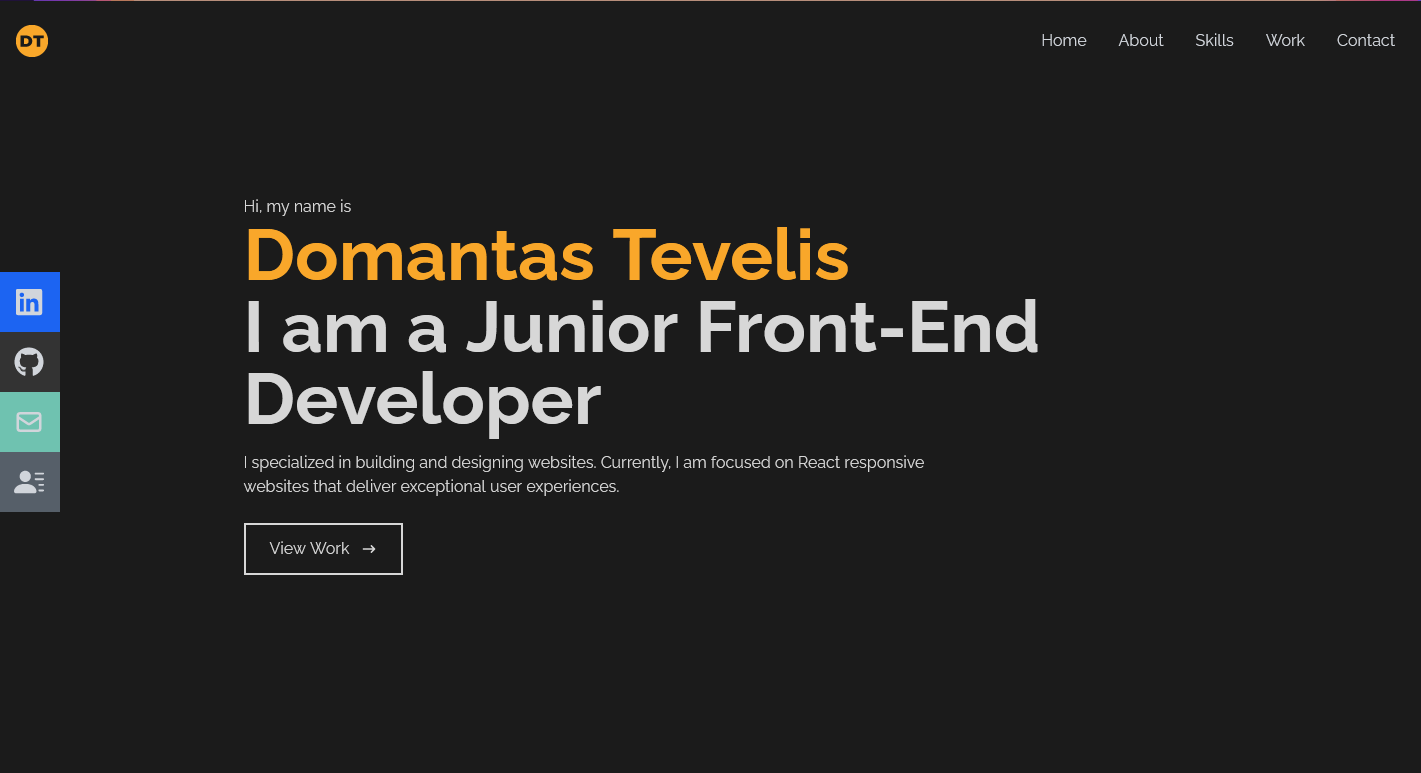 DT
Home About Skills Work Contact
Hi, my name is
Domantas Tevelis
I am a Junior Front-End
Developer
in
I specialized in building and designing websites. Currently, I am focused on React responsive
websites that deliver exceptional user experiences.
View Work →